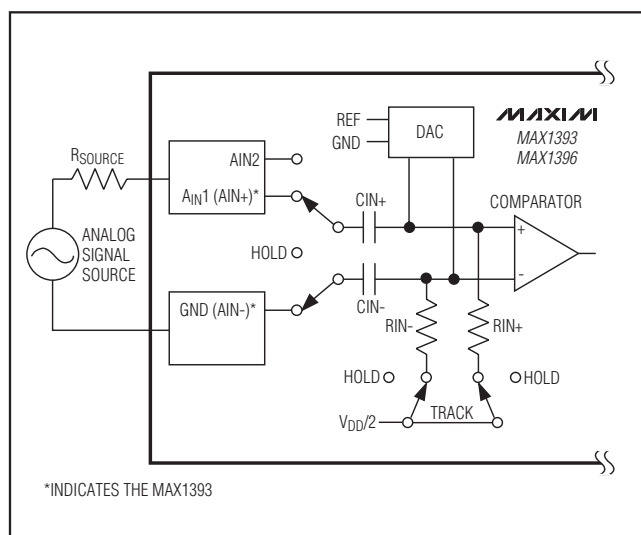 MAXIM
MAX1393
MAX1396
REF
GND
DAC
RSOURCE
AIN2
AIN1 (AIN+)*
CIN+
COMPARATOR
+
-
ANALOG
SIGNAL
SOURCE
HOLD
GND (AIN-)*
CIN-
RIN-
RIN+
HOLD
HOLD
VDD/2
TRACK
*INDICATES THE MAX1393